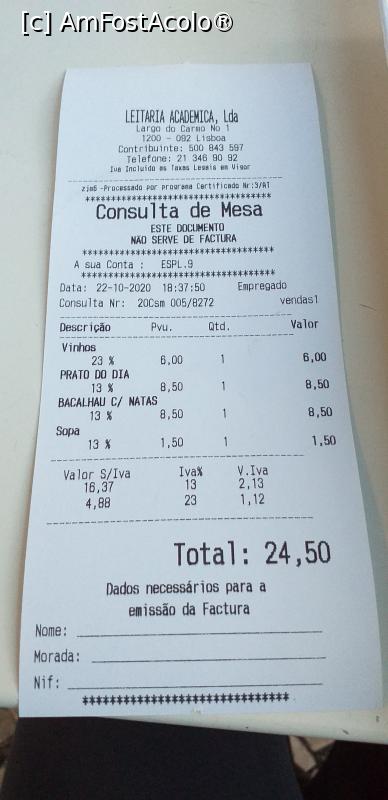 [c] AmFostAcolo®
LEITARIA ACADEMICA, Lda
Largo do Carmo No 1
1200 - 092 Lisboa
Contribuinte: 500 843 597
Telefone: 21 346 90 92
Iva Incluido as Taxas Legais em Vigor
zjm6 -Processado por programa Certificado Nr:3/AT
************************************
Consulta de Mesa
ESTE DOCUMENTO
NÃO SERVE DE FACTURA
************************************
A sua Conta : ESPL.9
************************************
Data: 22-10-2020 18:37:50 Empregado
Consulta Nr: 20Csm 005/8272 vendas1
Descrição Pvu. Qtd. Valor
Vinhos
23 % 6,00 1 6,00
PRATO DO DIA
13 % 8,50 1 8,50
BACALHAU C/ NATAS
13 % 8,50 1 8,50
Sopa
13 % 1,50 1 1,50
Valor S/Iva Iva% V.Iva
16,37 13 2,13
4,88 23 1,12
Total: 24,50
Dados necessários para a
emissão da Factura
Nome:
Morada:
Nif:
********************************